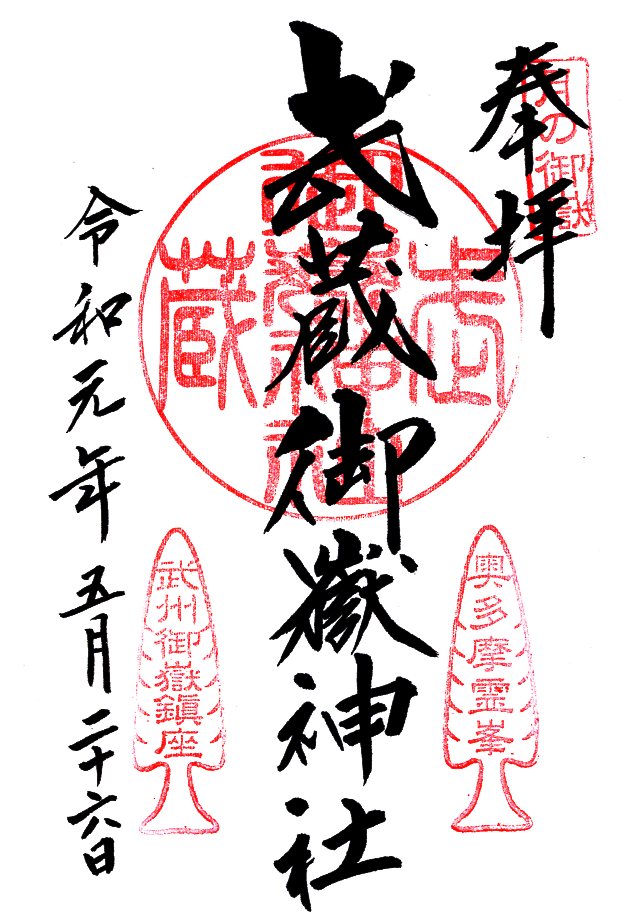 奉拝
月の御嶽
武蔵御嶽神社
武蔵御嶽神社
奥多摩霊峯
武州御嶽鎮座
令和元年五月二十六日